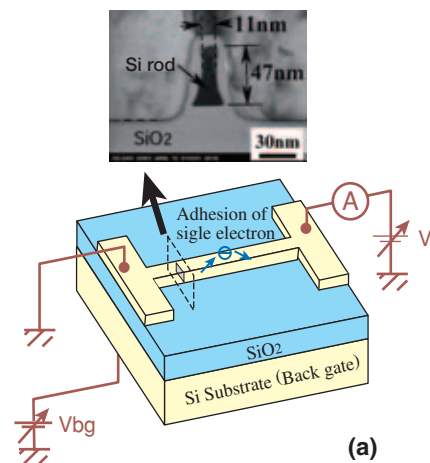 11nm
Si rod
47nm
SiO2
30nm
Adhesion of
sigle electron
A
V
SiO2
Si Substrate (Back gate)
Vbg
(a)